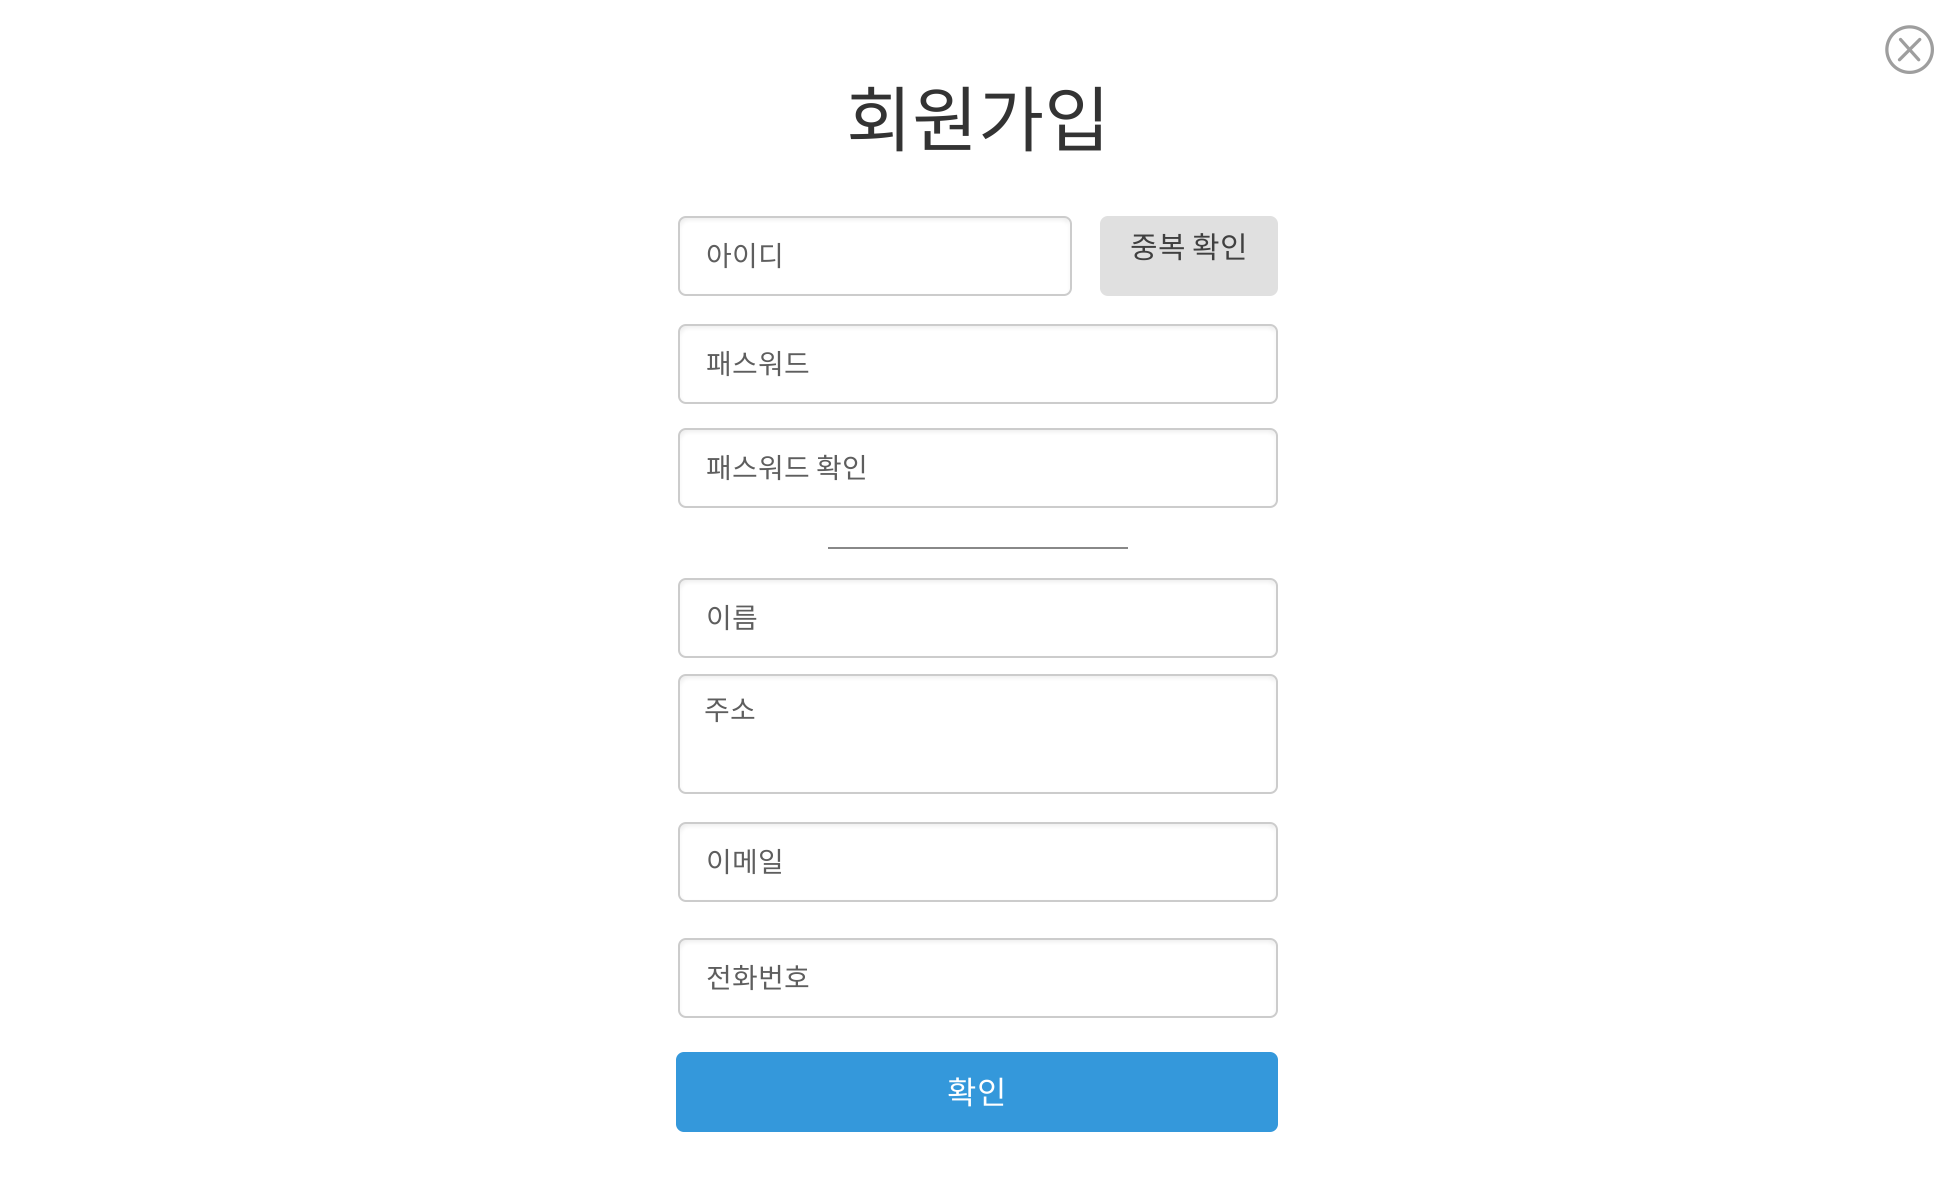 회원가입
아이디
중복 확인
패스워드
패스워드 확인
이름
주소
이메일
전화번호
확인